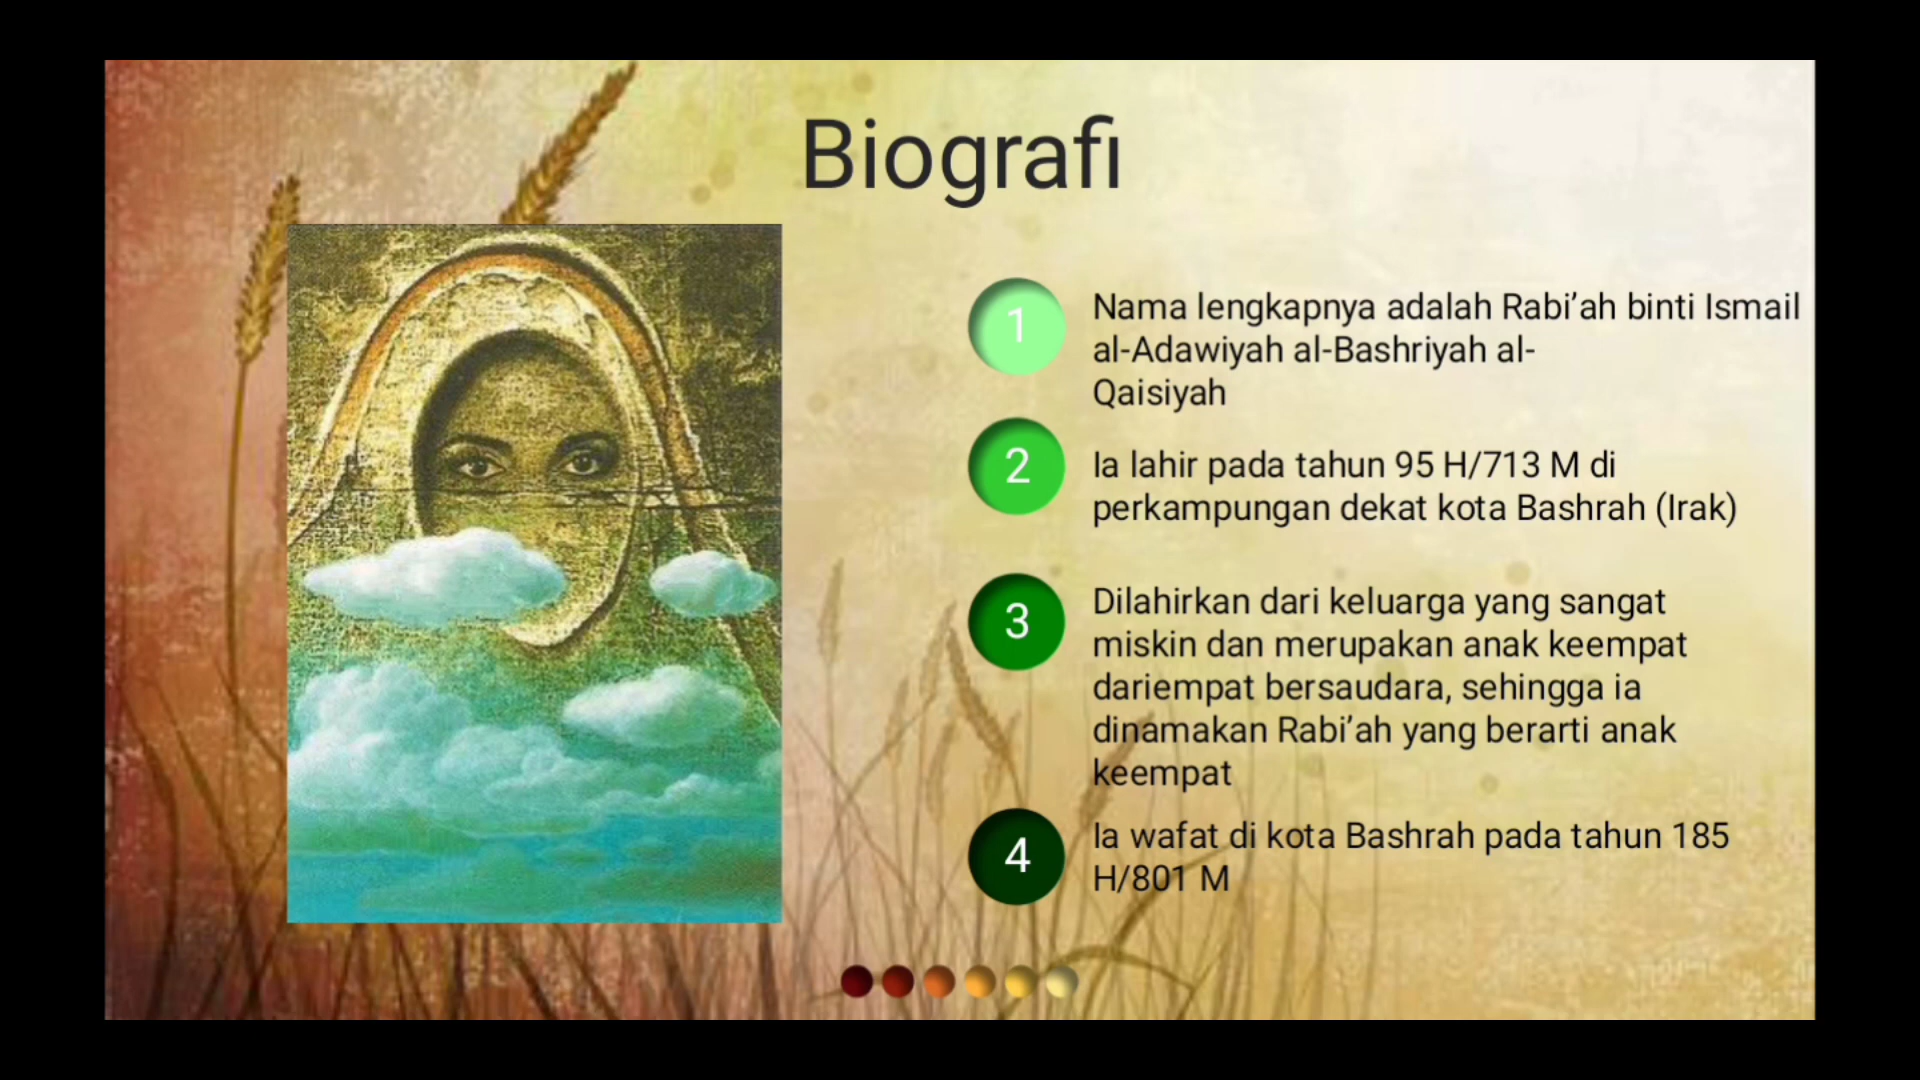 Biografi
1
Nama lengkapnya adalah Rabi’ah binti Ismail
al-Adawiyah al-Bashriyah al-
Qaisiyah
2
Ia lahir pada tahun 95 H/713 M di
perkampungan dekat kota Bashrah (Irak)
3
Dilahirkan dari keluarga yang sangat
miskin dan merupakan anak keempat
dariempat bersaudara, sehingga ia
dinamakan Rabi’ah yang berarti anak
keempat
4
Ia wafat di kota Bashrah pada tahun 185
H/801 M